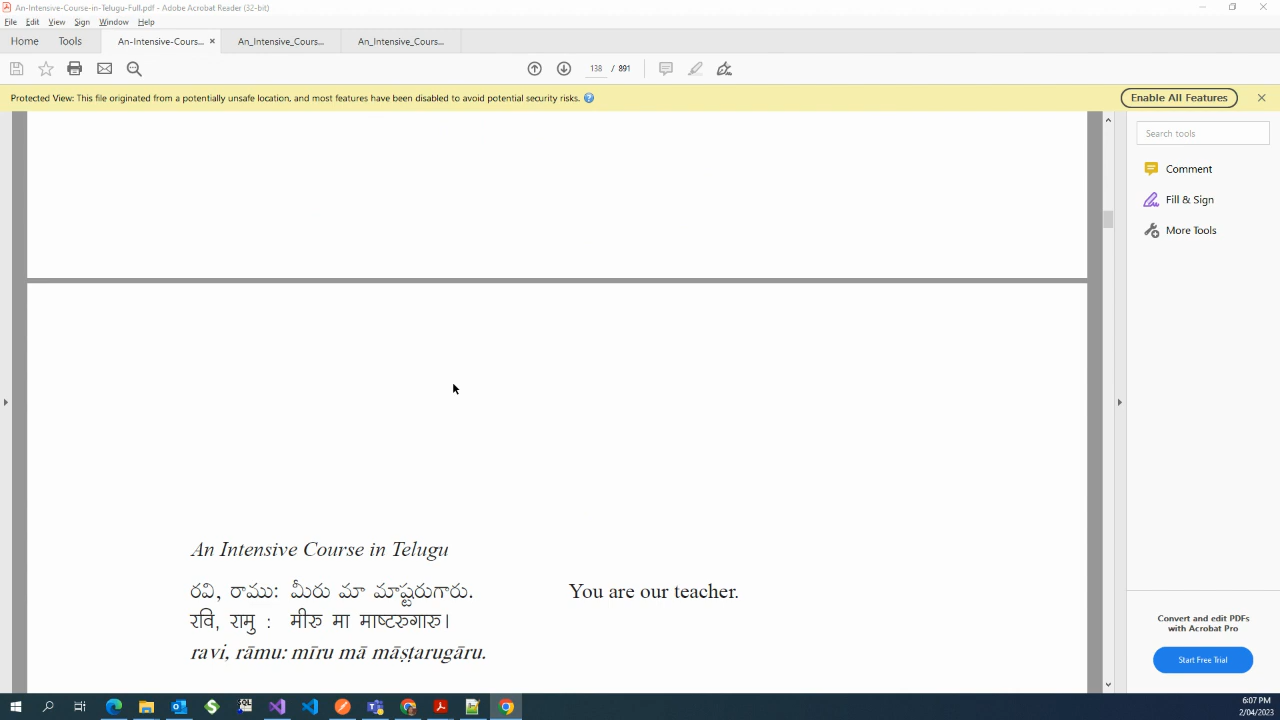 An-Intensive-Course-in-Telugu-Full.pdf - Adobe Acrobat Reader (32-bit)
File Edit View Sign Window Help
Home Tools An-Intensive-Cours... × An_Intensive_Cours... An_Intensive_Cours...
138 / 891
Protected View: This file originated from a potentially unsafe location, and most features have been disabled to avoid potential security risks. ?
Enable All Features
Search tools
Comment
Fill & Sign
More Tools
An Intensive Course in Telugu
రవి, రాము: మీరు మా మాష్టరుగారు.
You are our teacher.
रवि, रामु : मीरु मा माष्टरुगारु।
ravi, rāmu: mīru mā māṣṭarugāru.
Convert and edit PDFs
with Acrobat Pro
Start Free Trial
6:07 PM
2/04/2023